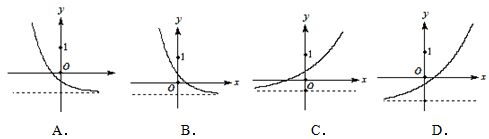 y y y y
1 1 1 1
O x O x O x O x
A. B. C. D.